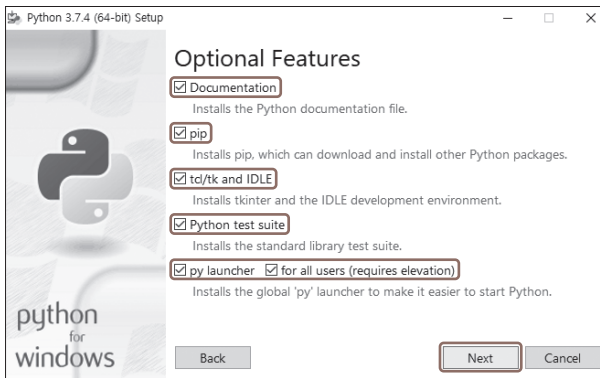 Python 3.7.4 (64-bit) Setup
Optional Features
Documentation
Installs the Python documentation file.
pip
Installs pip, which can download and install other Python packages.
tcl/tk and IDLE
Installs tkinter and the IDLE development environment.
Python test suite
Installs the standard library test suite.
py launcher for all users (requires elevation)
Installs the global 'py' launcher to make it easier to start Python.
python
for
windows
Back Next Cancel